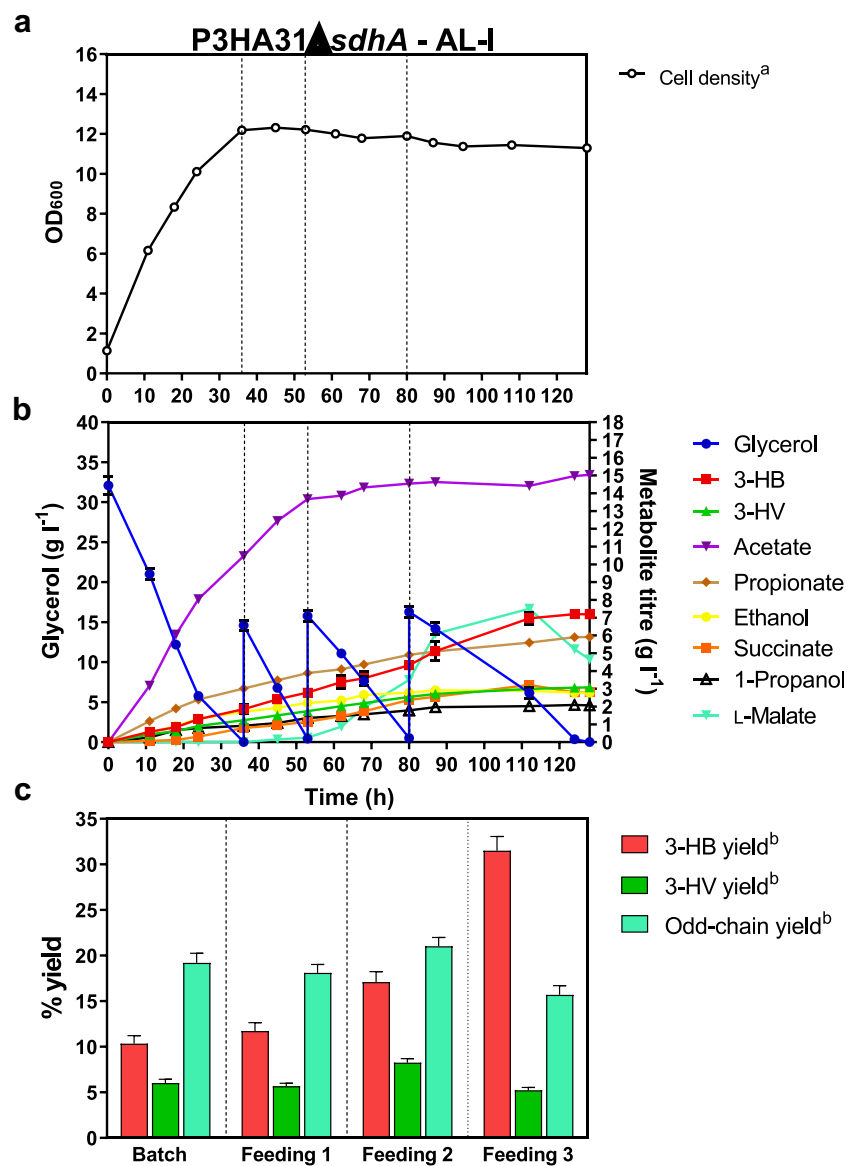 a
P3HA31▲sdhA - AL-I
16
14
12
10
8
6
4
2
0
OD600
0 10 20 30 40 50 60 70 80 90 100 110 120
Cell densityᵃ
b
40
35
30
25
20
15
10
5
0
Glycerol (g l⁻¹)
18
17
16
15
14
13
12
11
10
9
8
7
6
5
4
3
2
1
0
Metabolite titre (g l⁻¹)
0 10 20 30 40 50 60 70 80 90 100 110 120
Time (h)
Glycerol
3-HB
3-HV
Acetate
Propionate
Ethanol
Succinate
1-Propanol
L-Malate
c
35
30
25
20
15
10
5
0
% yield
Batch Feeding 1 Feeding 2 Feeding 3
3-HB yieldᵇ
3-HV yieldᵇ
Odd-chain yieldᵇ